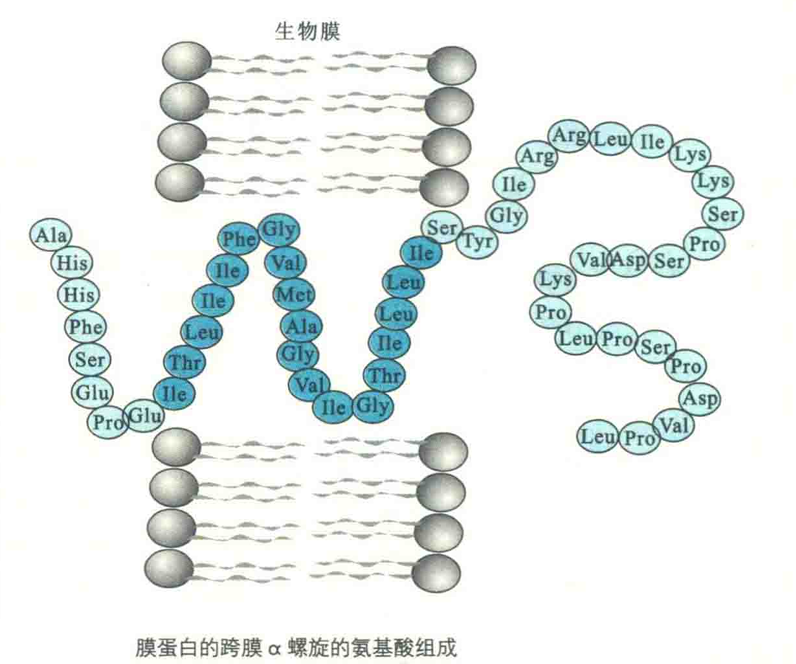 生物膜
Ala
His
His
Phe
Ser
Glu
Pro
Glu
Ile
Thr
Leu
Ile
Ile
Phe
Gly
Val
Met
Ala
Gly
Val
Ile
Gly
Thr
Ile
Leu
Leu
Ile
Ser
Tyr
Gly
Ile
Arg
Arg
Leu
Ile
Lys
Lys
Ser
Pro
Ser
Asp
Val
Lys
Pro
Leu
Pro
Ser
Pro
Asp
Val
Pro
Leu
膜蛋白的跨膜 α 螺旋的氨基酸组成